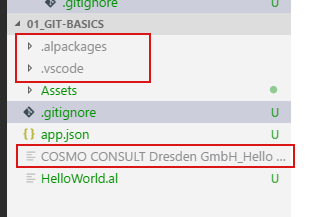 .gitignore U
01_GIT-BASICS
.alpackages
.vscode
Assets
.gitignore U
app.json U
COSMO CONSULT Dresden GmbH_Hello ...
HelloWorld.al U